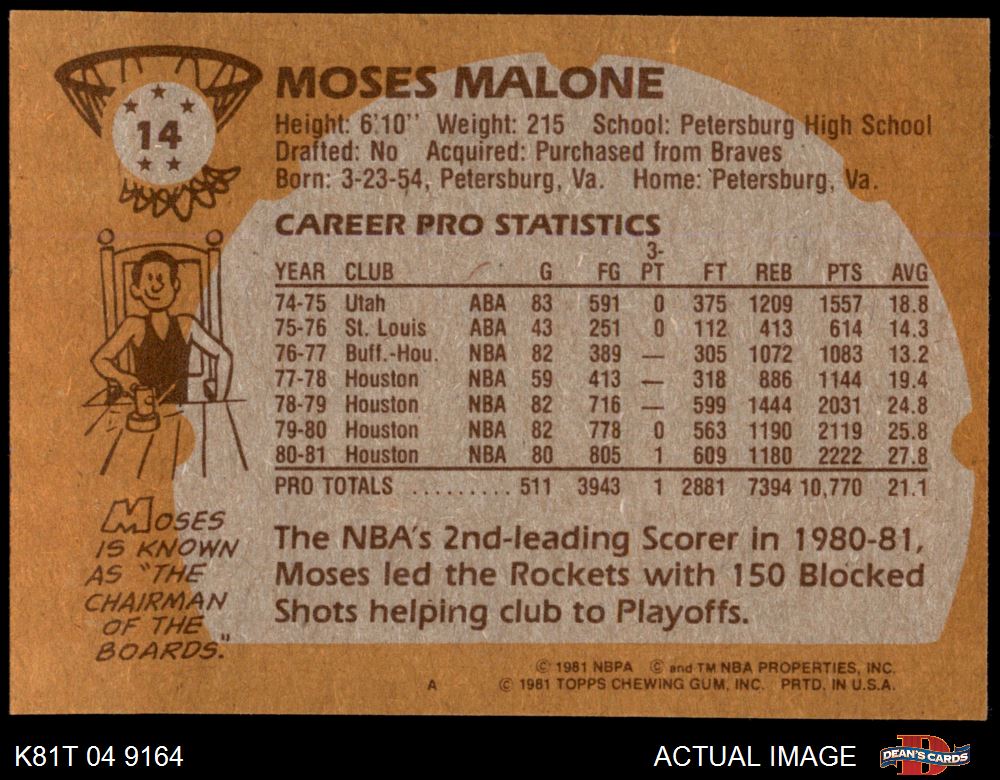 14
MOSES MALONE
Height: 6'10'' Weight: 215 School: Petersburg High School
Drafted: No Acquired: Purchased from Braves
Born: 3-23-54, Petersburg, Va. Home: Petersburg, Va.
CAREER PRO STATISTICS
YEAR CLUB G FG 3-PT FT REB PTS AVG
74-75 Utah ABA 83 591 0 375 1209 1557 18.8
75-76 St. Louis ABA 43 251 0 112 413 614 14.3
76-77 Buff.-Hou. NBA 82 389 — 305 1072 1083 13.2
77-78 Houston NBA 59 413 — 318 886 1144 19.4
78-79 Houston NBA 82 716 — 599 1444 2031 24.8
79-80 Houston NBA 82 778 0 563 1190 2119 25.8
80-81 Houston NBA 80 805 1 609 1180 2222 27.8
PRO TOTALS .......... 511 3943 1 2881 7394 10,770 21.1
MOSES
IS KNOWN
AS "THE
CHAIRMAN
OF THE
BOARDS."
The NBA's 2nd-leading Scorer in 1980-81,
Moses led the Rockets with 150 Blocked
Shots helping club to Playoffs.
© 1981 NBPA © and TM NBA PROPERTIES, INC.
A © 1981 TOPPS CHEWING GUM, INC. PRTD. IN U.S.A.
K81T 04 9164
ACTUAL IMAGE
D
DEAN'S CARDS